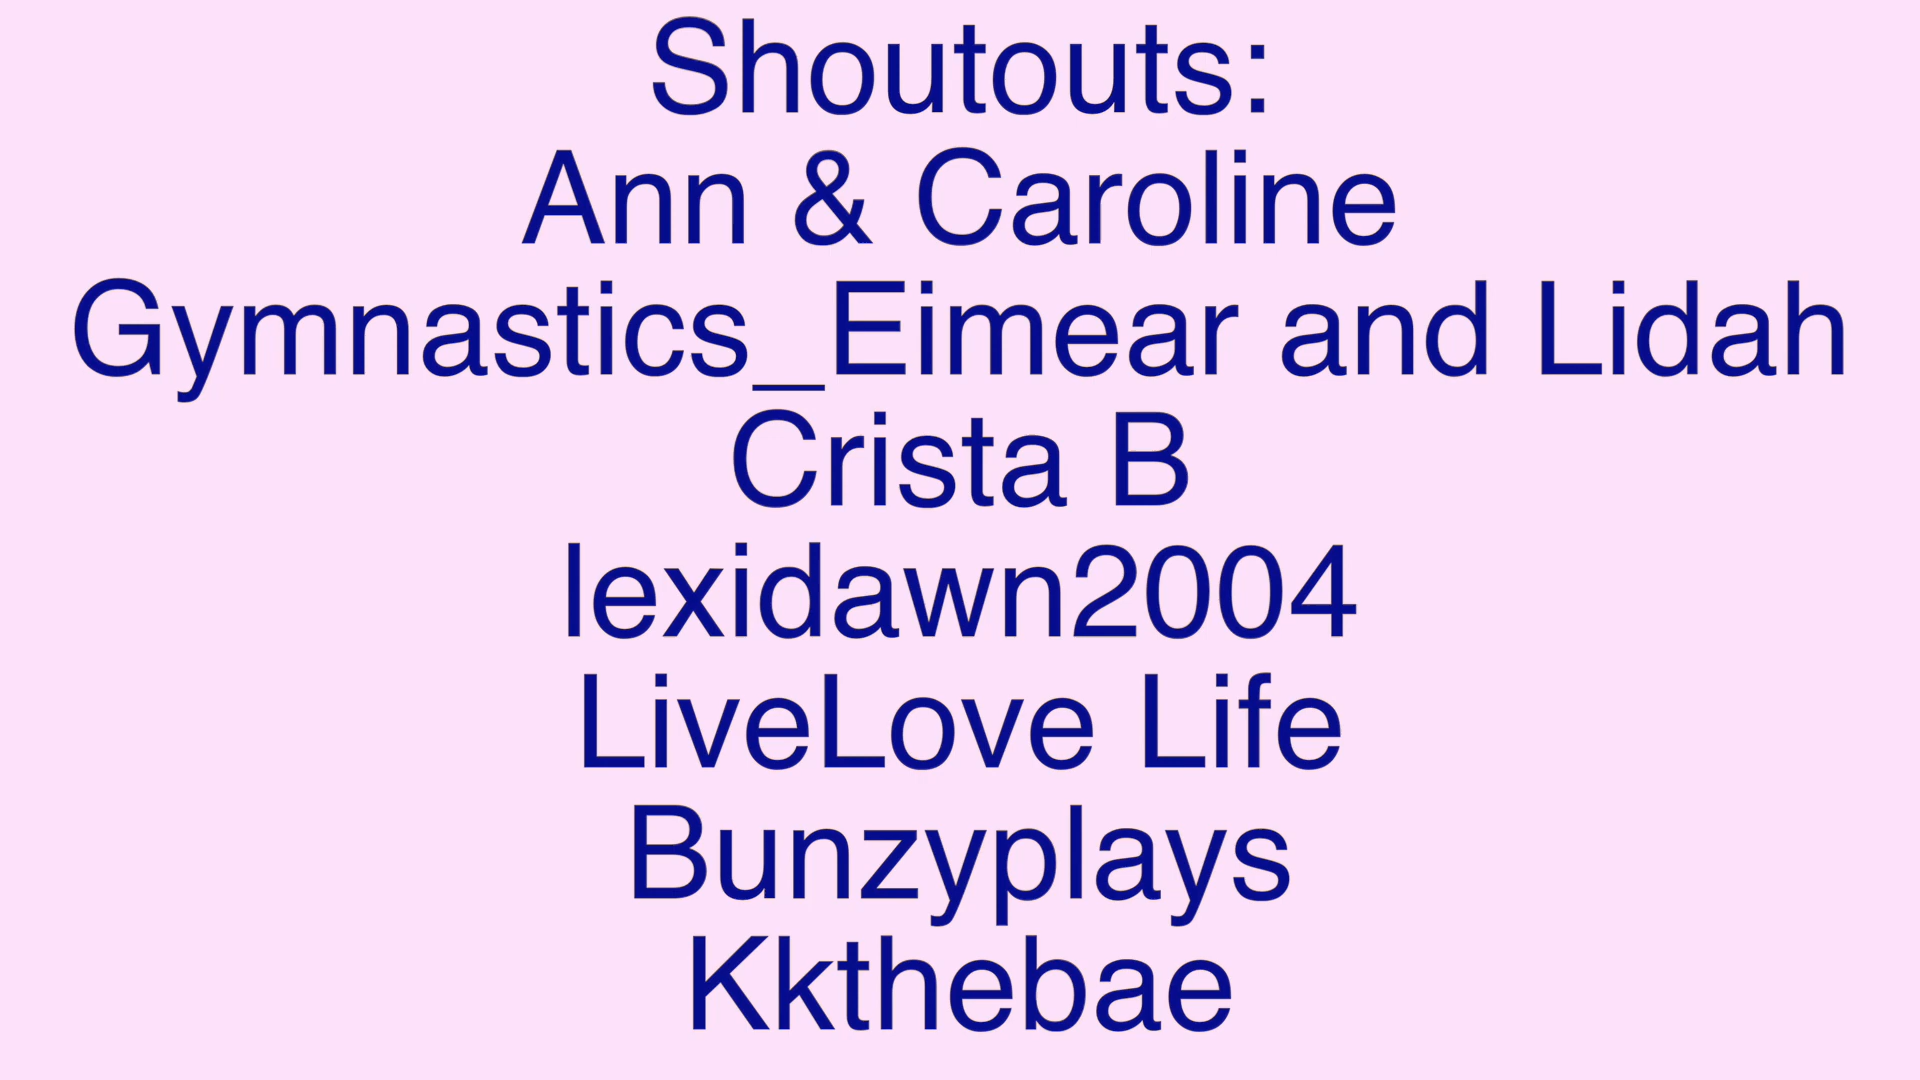 Shoutouts:
Ann & Caroline
Gymnastics_Eimear and Lidah
Crista B
lexidawn2004
LiveLove Life
Bunzyplays
Kkthebae